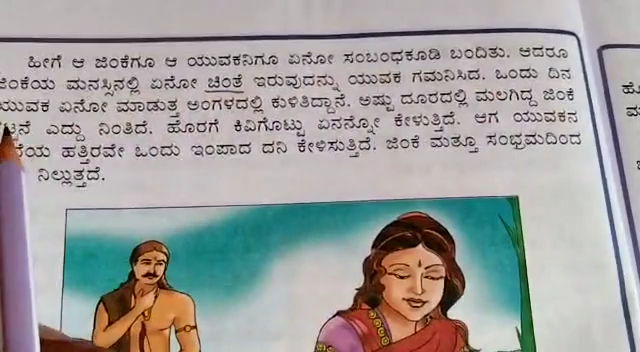 ಹೀಗೆ ಆ ಜಿಂಕೆಗೂ ಆ ಯುವಕನಿಗೂ ಏನೋ ಸಂಬಂಧಕೂಡಿ ಬಂದಿತು. ಆದರೂ
ಜಿಂಕೆಯ ಮನಸ್ಸಿನಲ್ಲಿ ಏನೋ ಚಿಂತೆ ಇರುವುದನ್ನು ಯುವಕ ಗಮನಿಸಿದ. ಒಂದು ದಿನ
ಯುವಕ ಏನೋ ಮಾಡುತ್ತ ಅಂಗಳದಲ್ಲಿ ಕುಳಿತಿದ್ದಾನೆ. ಅಷ್ಟು ದೂರದಲ್ಲಿ ಮಲಗಿದ್ದ ಜಿಂಕೆ
ಎದ್ದು ನಿಂತಿದೆ. ಹೊರಗೆ ಕಿವಿಗೊಟ್ಟು ಏನನ್ನೋ ಕೇಳುತ್ತಿದೆ. ಆಗ ಯುವಕನ
ಹತ್ತಿರವೇ ಒಂದು ಇಂಪಾದ ದನಿ ಕೇಳಿಸುತ್ತಿದೆ. ಜಿಂಕೆ ಮತ್ತೂ ಸಂಭ್ರಮದಿಂದ
ನಿಲ್ಲುತ್ತದೆ.